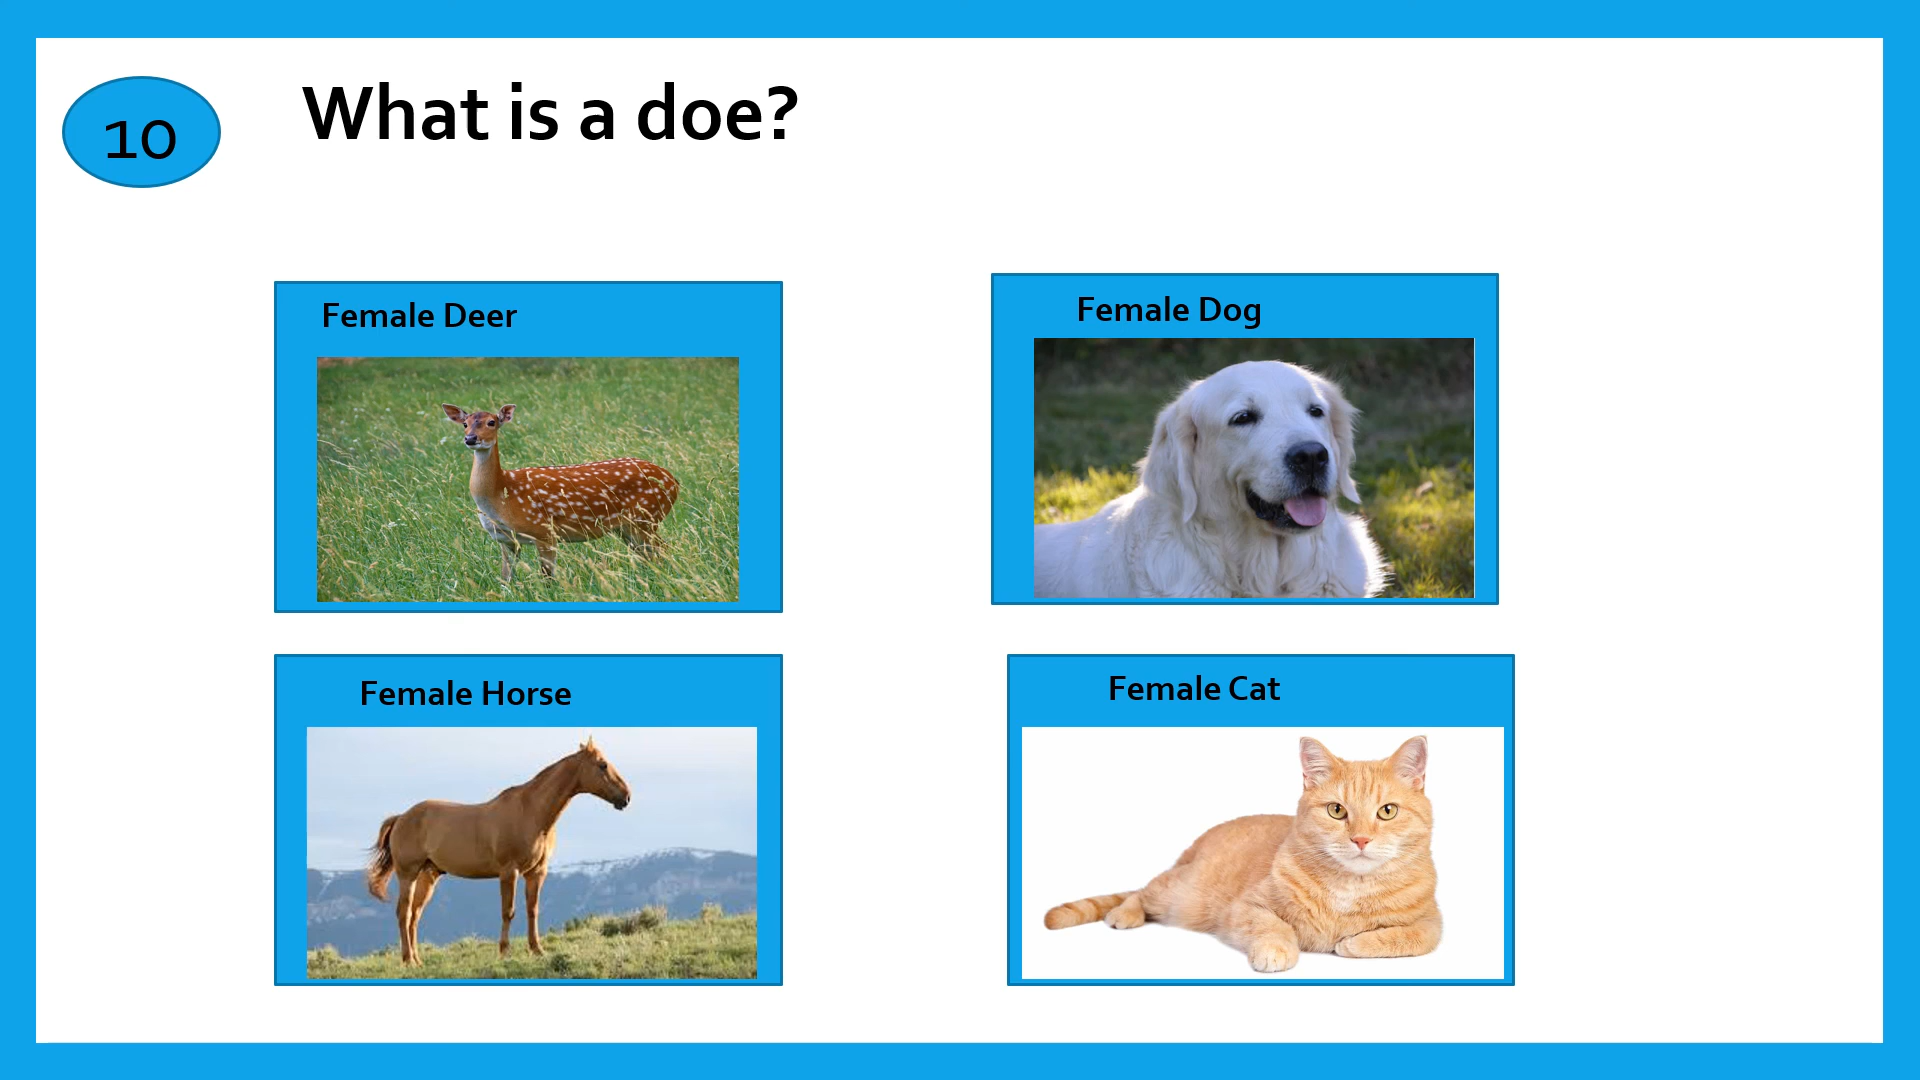 10
What is a doe?
Female Deer
Female Dog
Female Horse
Female Cat